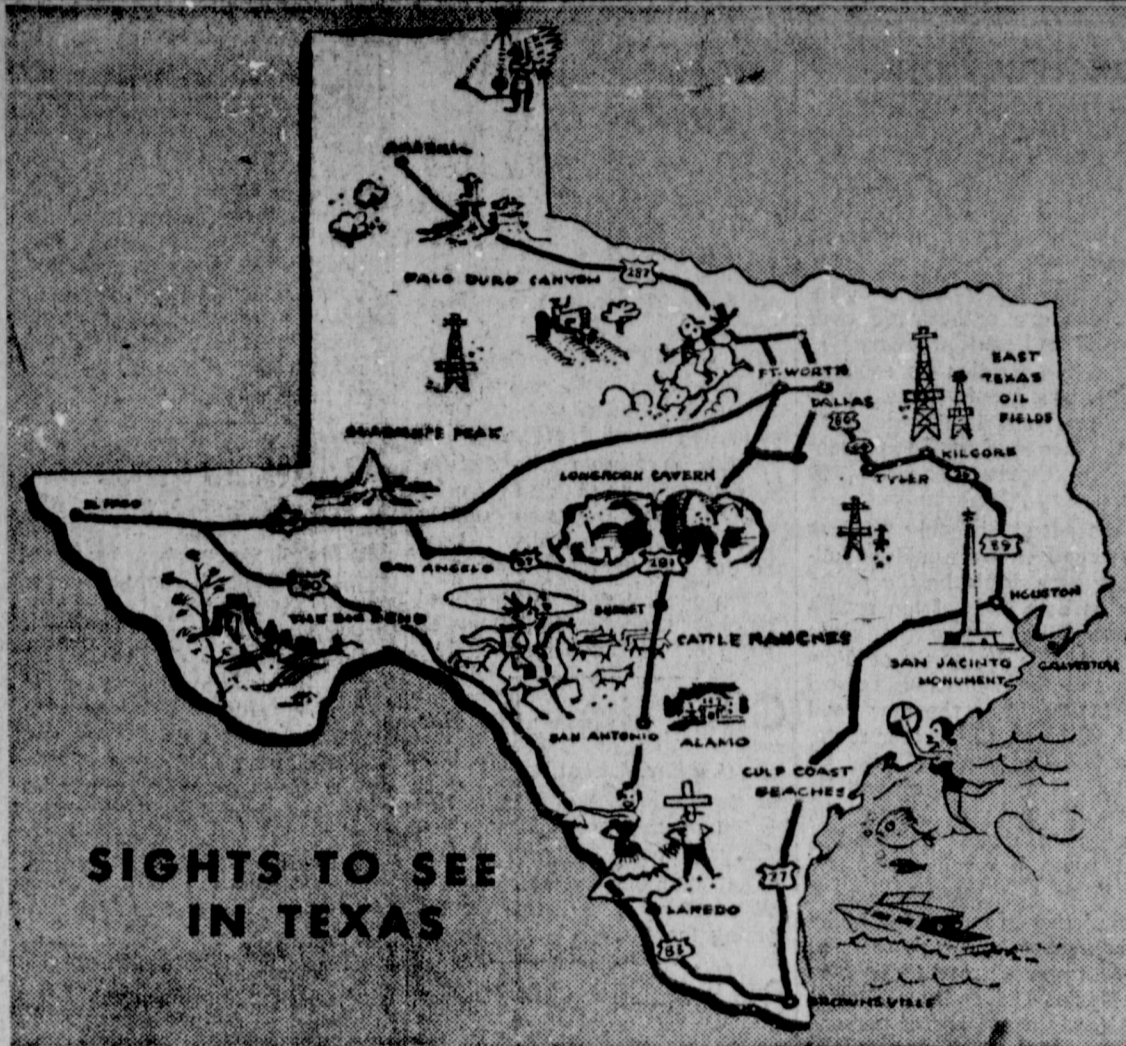 AMARILLO
PALO DURO CANYON
287
FT. WORTH
DALLAS
EAST
TEXAS
OIL
FIELDS
KILGORE
TYLER
GUADALUPE PEAK
LONGHORN CAVERN
EL PASO
SAN ANGELO
281
BURNET
THE BIG BEND
CATTLE RANCHES
HOUSTON
SAN JACINTO
MONUMENT
GALVESTON
SAN ANTONIO
ALAMO
GULF COAST
BEACHES
77
LAREDO
BROWNSVILLE
SIGHTS TO SEE
IN TEXAS